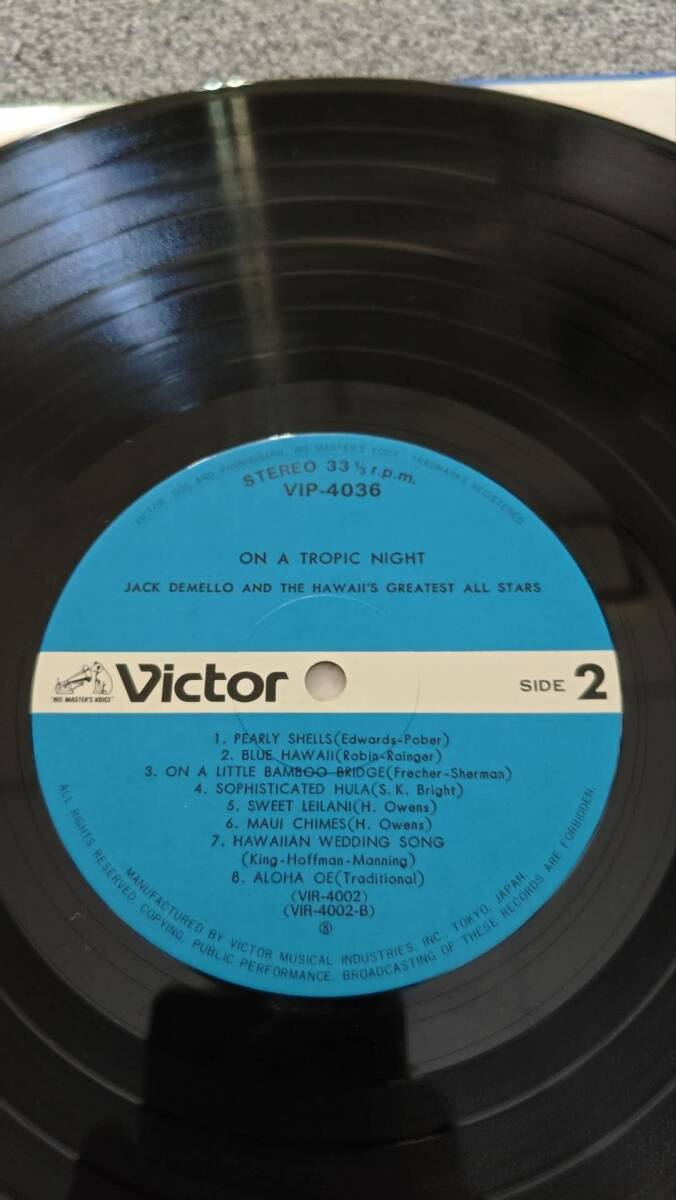 VICTOR, DOG AND PHONOGRAPH, HIS MASTER'S VOICE, TRADMARKS REGISTERED.
STEREO 33 ⅓ r.p.m.
VIP-4036
ON A TROPIC NIGHT
JACK DEMELLO AND THE HAWAII'S GREATEST ALL STARS
"HIS MASTER'S VOICE"
Victor
SIDE 2
1. PEARLY SHELLS(Edwards-Pober)
2. BLUE HAWAII(Robin-Rainger)
3. ON A LITTLE BAMBOO BRIDGE(Frecher-Sherman)
4. SOPHISTICATED HULA(S. K. Bright)
5. SWEET LEILANI(H. Owens)
6. MAUI CHIMES(H. Owens)
7. HAWAIIAN WEDDING SONG
(King-Hoffman-Manning)
8. ALOHA OE(Traditional)
(VIR-4002)
(VIR-4002-B)
Ⓢ
MANUFACTURED BY VICTOR MUSICAL INDUSTRIES, INC., TOKYO, JAPAN.
ALL RIGHTS RESERVED. COPYING, PUBLIC PERFORMANCE, BROADCASTING OF THESE RECORDS ARE FORBIDDEN.